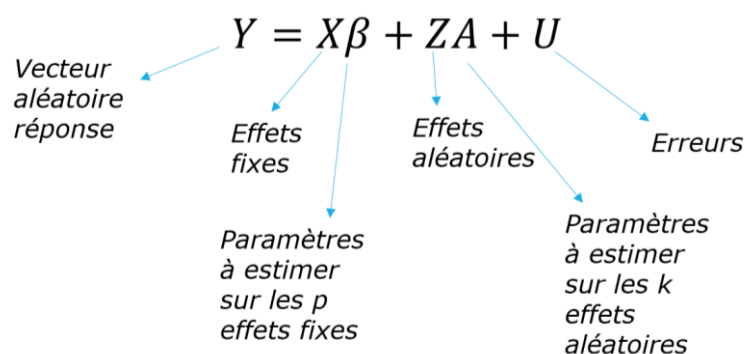 Y = Xβ + ZA + U
Vecteur
aléatoire
réponse
Effets
fixes
Effets
aléatoires
Erreurs
Paramètres
à estimer
sur les p
effets fixes
Paramètres
à estimer
sur les k
effets
aléatoires